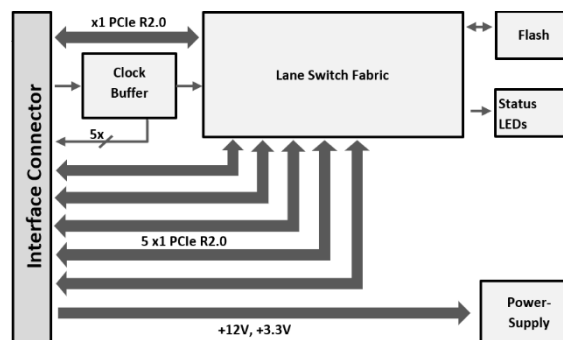 x1 PCIe R2.0
Clock
Buffer
Lane Switch Fabric
Flash
Status
LEDs
5x
Interface Connector
5 x1 PCIe R2.0
+12V, +3.3V
Power-
Supply